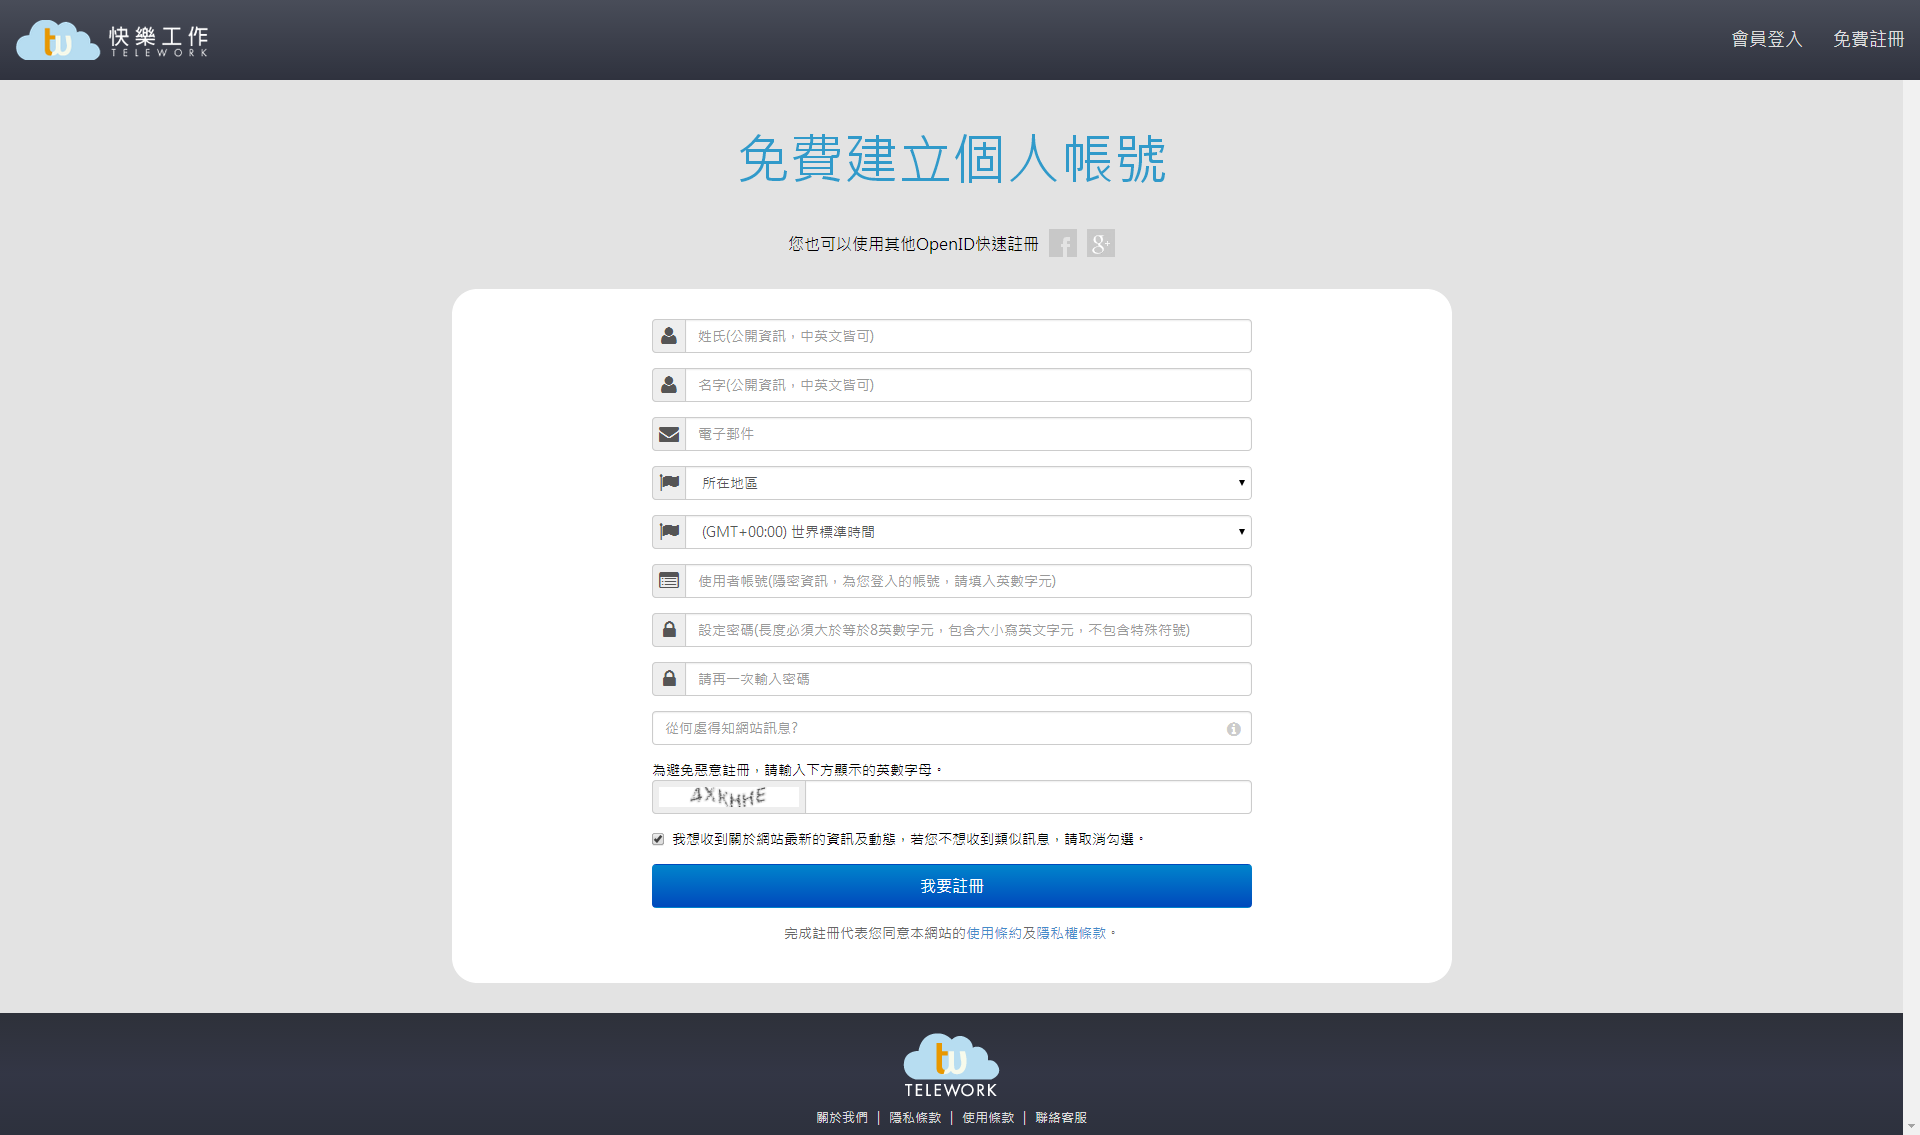 tw 快樂工作
TELEWORK
會員登入 免費註冊
免費建立個人帳號
您也可以使用其他OpenID快速註冊 f g+
姓氏(公開資訊，中英文皆可)
名字(公開資訊，中英文皆可)
電子郵件
所在地區
(GMT+00:00) 世界標準時間
使用者帳號(隱密資訊，為您登入的帳號，請填入英數字元)
設定密碼(長度必須大於等於8英數字元，包含大小寫英文字元，不包含特殊符號)
請再一次輸入密碼
從何處得知網站訊息?
為避免惡意註冊，請輸入下方顯示的英數字母。
4XKHHE
我想收到關於網站最新的資訊及動態，若您不想收到類似訊息，請取消勾選。
我要註冊
完成註冊代表您同意本網站的使用條約及隱私權條款。
tw
TELEWORK
關於我們 | 隱私條款 | 使用條款 | 聯絡客服